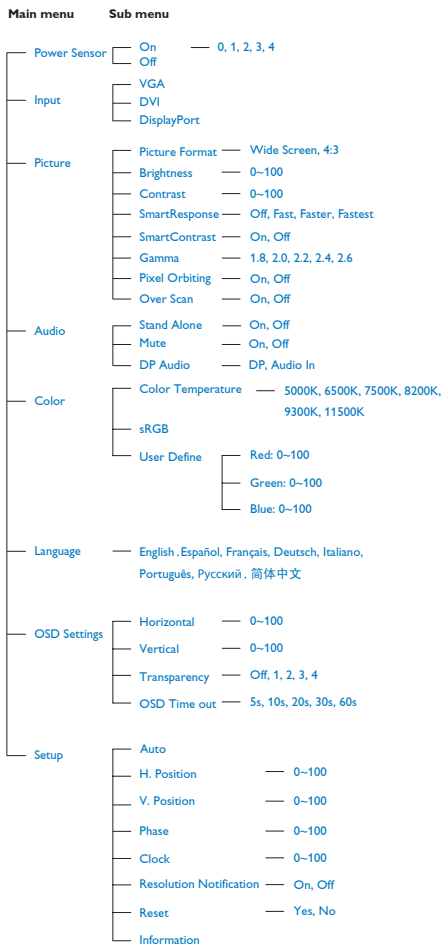 Main menu Sub menu
Power Sensor On 0, 1, 2, 3, 4
Off
Input VGA
DVI
DisplayPort
Picture Picture Format Wide Screen, 4:3
Brightness 0~100
Contrast 0~100
SmartResponse Off, Fast, Faster, Fastest
SmartContrast On, Off
Gamma 1.8, 2.0, 2.2, 2.4, 2.6
Pixel Orbiting On, Off
Over Scan On, Off
Audio Stand Alone On, Off
Mute On, Off
DP Audio DP, Audio In
Color Color Temperature 5000K, 6500K, 7500K, 8200K,
9300K, 11500K
sRGB
User Define Red: 0~100
Green: 0~100
Blue: 0~100
Language English , Español, Français, Deutsch, Italiano,
Português, Русский , 简体中文
OSD Settings Horizontal 0~100
Vertical 0~100
Transparency Off, 1, 2, 3, 4
OSD Time out 5s, 10s, 20s, 30s, 60s
Setup Auto
H. Position 0~100
V. Position 0~100
Phase 0~100
Clock 0~100
Resolution Notification On, Off
Reset Yes, No
Information